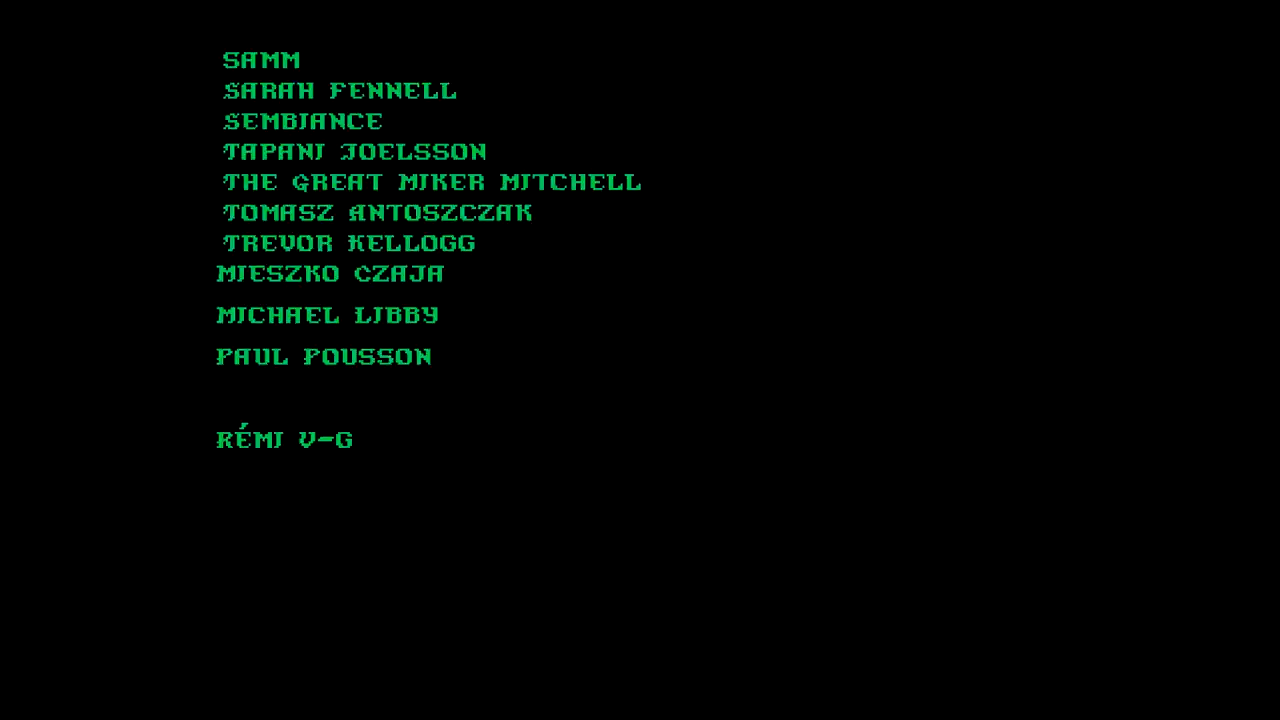 SAMM
SARAH FENNELL
SEMBIANCE
TAPANI JOELSSON
THE GREAT MIKER MITCHELL
TOMASZ ANTOSZCZAK
TREVOR KELLOGG
MIESZKO CZAJA
MICHAEL LIBBY
PAUL POUSSON
RÉMI V-G